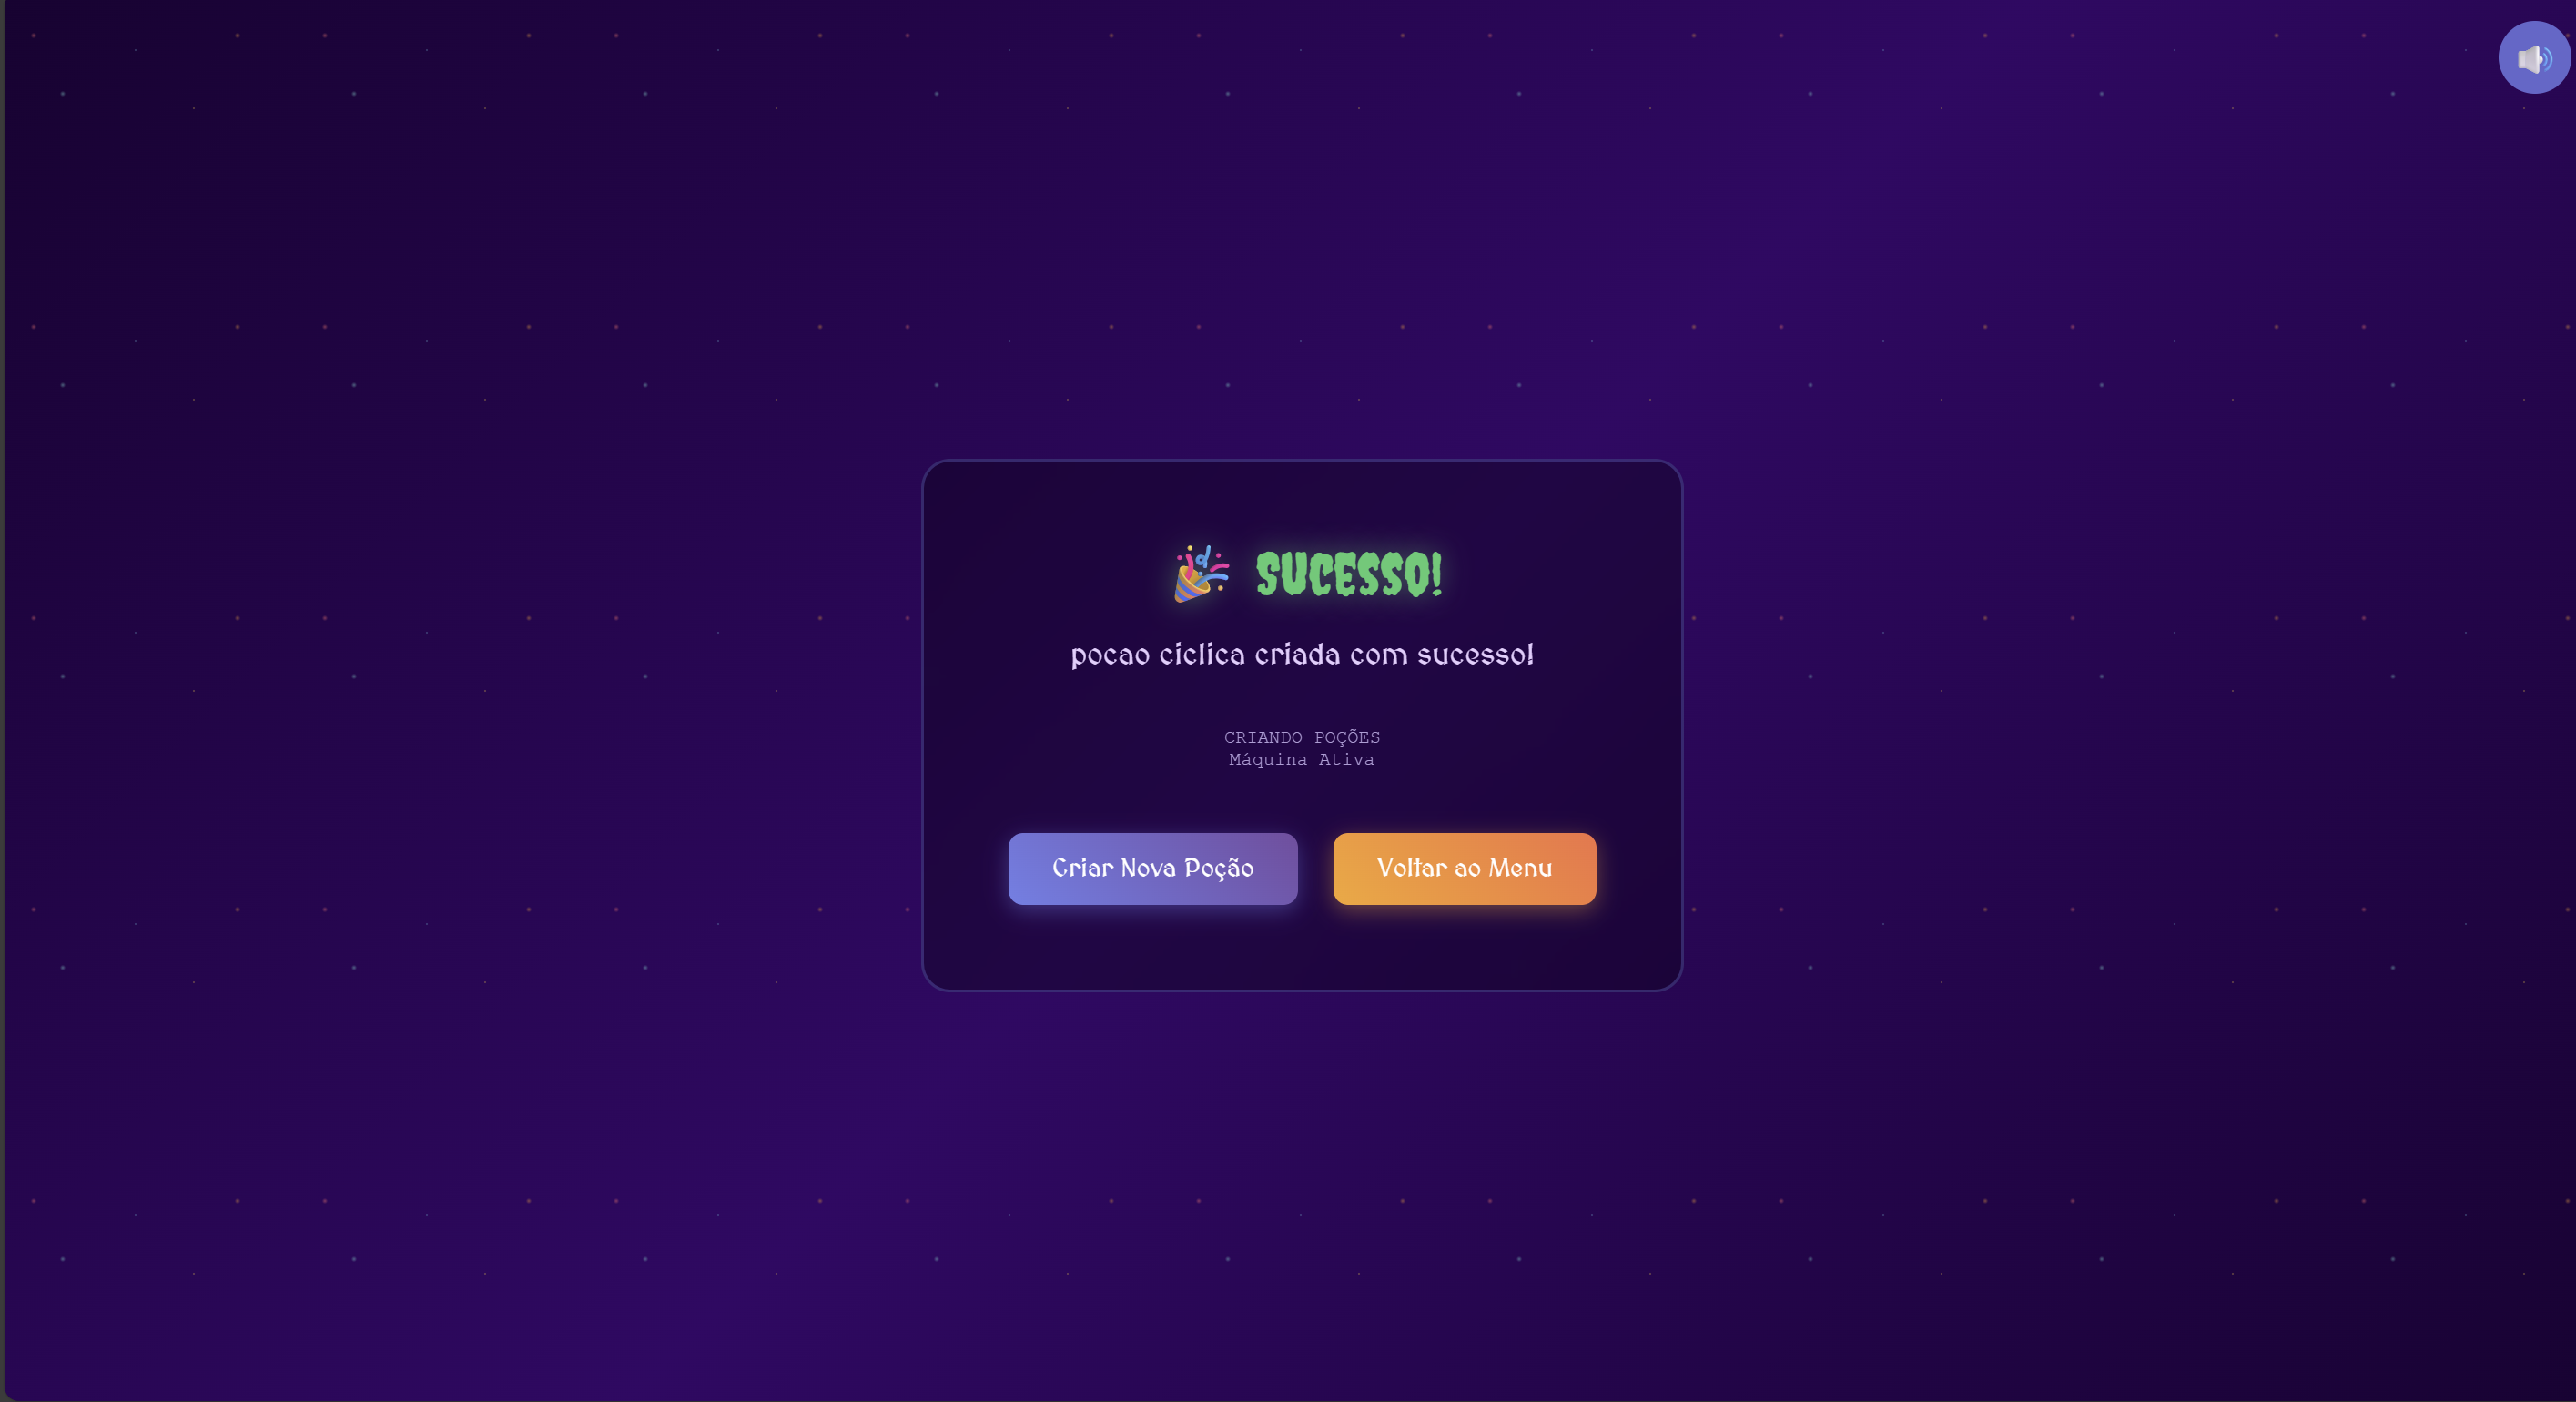 SUCESSO!
pocao ciclica criada com sucesso!
CRIANDO POÇÕES
Máquina Ativa
Criar Nova Poção
Voltar ao Menu